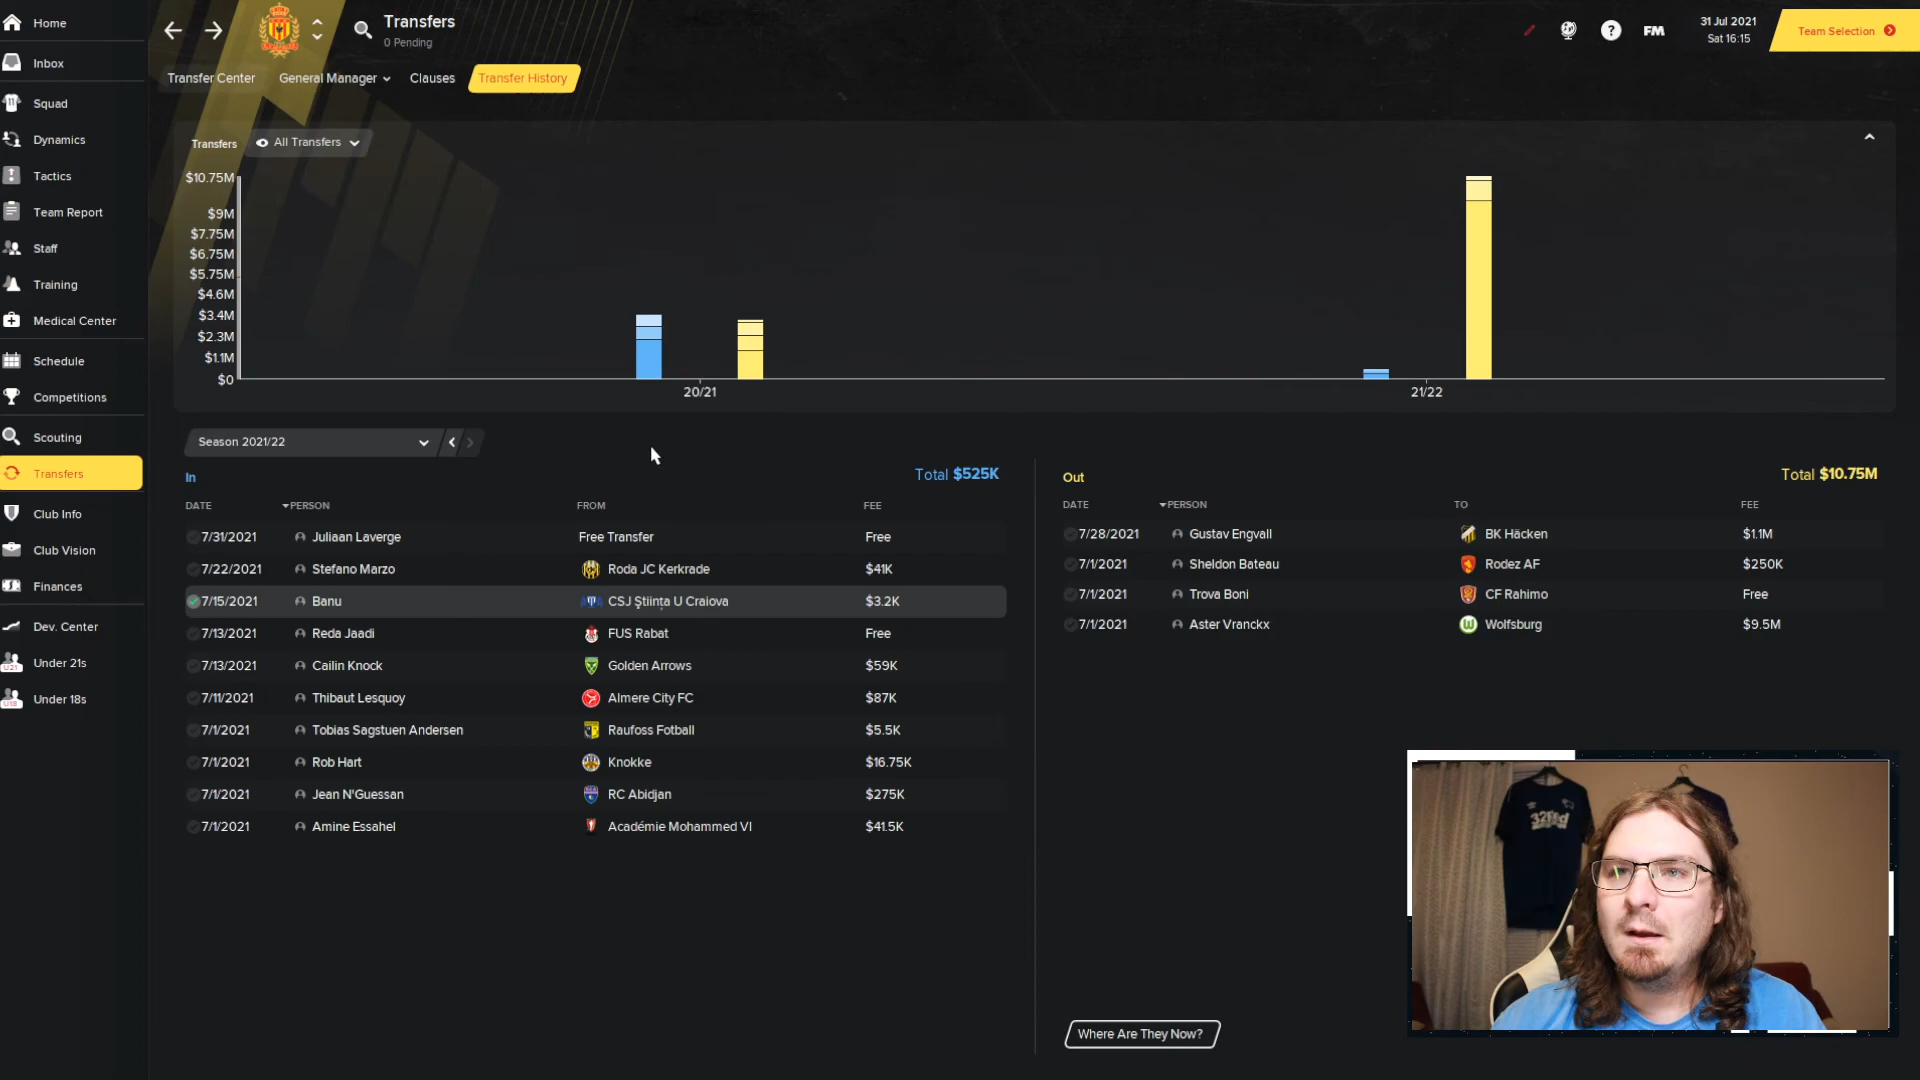 Home
Inbox
Squad
Dynamics
Tactics
Team Report
Staff
Training
Medical Center
Schedule
Competitions
Scouting
Transfers
Club Info
Club Vision
Finances
Dev. Center
Under 21s
Under 18s
Transfers
0 Pending
FM
31 Jul 2021
Sat 16:15
Team Selection
Transfer Center
General Manager
Clauses
Transfer History
Transfers
All Transfers
$10.75M
$9M
$7.75M
$6.75M
$5.75M
$4.6M
$3.4M
$2.3M
$1.1M
$0
20/21
21/22
Season 2021/22
In
Total $525K
DATE PERSON FROM FEE
7/31/2021 Juliaan Laverge Free Transfer Free
7/22/2021 Stefano Marzo Roda JC Kerkrade $41K
7/15/2021 Banu CSJ Ştiinţa U Craiova $3.2K
7/13/2021 Reda Jaadi FUS Rabat Free
7/13/2021 Cailin Knock Golden Arrows $59K
7/11/2021 Thibaut Lesquoy Almere City FC $87K
7/1/2021 Tobias Sagstuen Andersen Raufoss Fotball $5.5K
7/1/2021 Rob Hart Knokke $16.75K
7/1/2021 Jean N'Guessan RC Abidjan $275K
7/1/2021 Amine Essahel Académie Mohammed VI $41.5K
Out
Total $10.75M
DATE PERSON TO FEE
7/28/2021 Gustav Engvall BK Häcken $1.1M
7/1/2021 Sheldon Bateau Rodez AF $250K
7/1/2021 Trova Boni CF Rahimo Free
7/1/2021 Aster Vranckx Wolfsburg $9.5M
Where Are They Now?
32Red